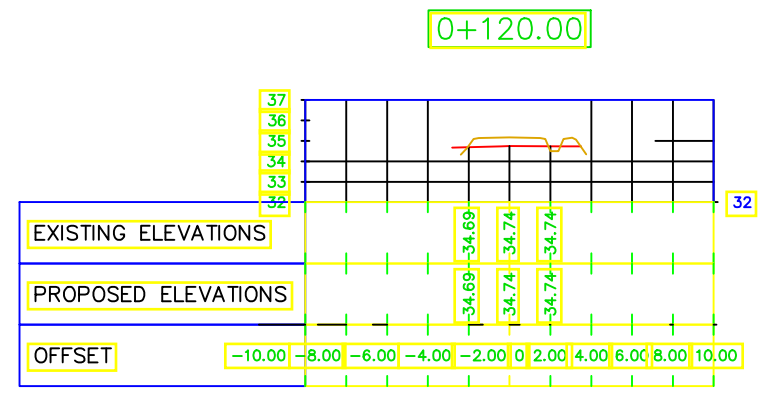 0+120.00
37
36
35
34
33
32 32
EXISTING ELEVATIONS 34.69 34.74 34.74
PROPOSED ELEVATIONS 34.69 34.74 34.74
OFFSET -10.00 -8.00 -6.00 -4.00 -2.00 0 2.00 4.00 6.00 8.00 10.00